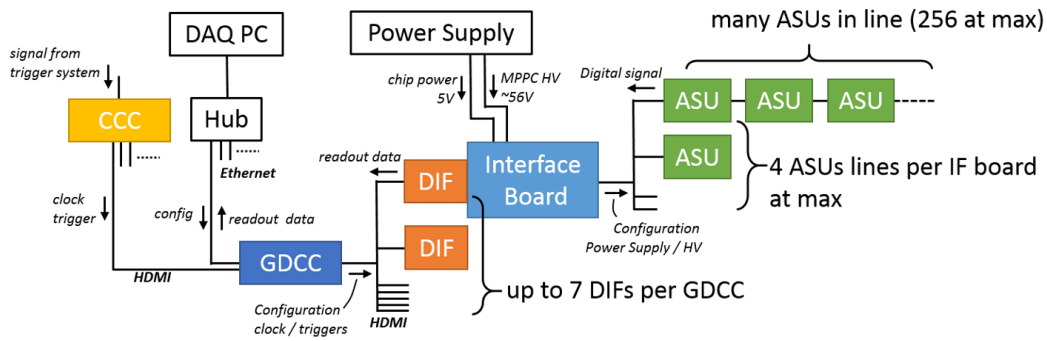 signal from
trigger system
DAQ PC
Power Supply
many ASUs in line (256 at max)
chip power
5V
MPPC HV
~56V
Digital signal
CCC
Hub
ASU
ASU
ASU
Ethernet
readout data
DIF
Interface
Board
ASU
4 ASUs lines per IF board
at max
clock
trigger
config
readout data
DIF
Configuration
Power Supply / HV
GDCC
HDMI
Configuration
clock / triggers
HDMI
up to 7 DIFs per GDCC